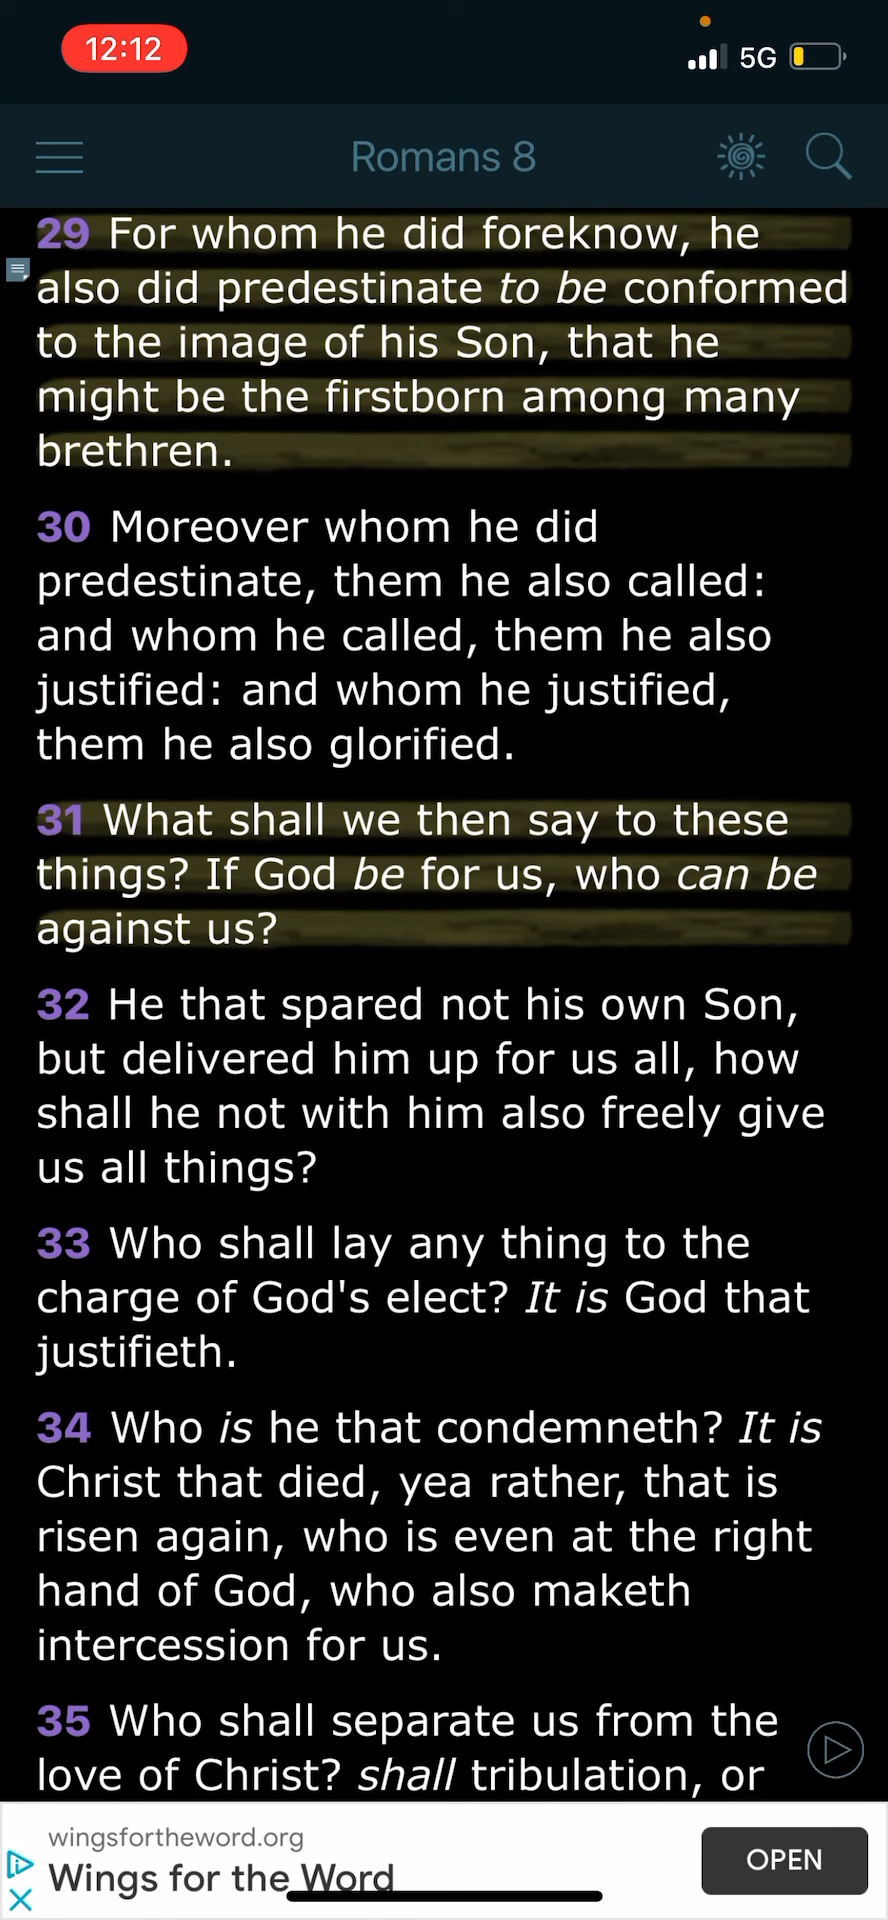 12:12
5G
Romans 8
29 For whom he did foreknow, he
also did predestinate to be conformed
to the image of his Son, that he
might be the firstborn among many
brethren.
30 Moreover whom he did
predestinate, them he also called:
and whom he called, them he also
justified: and whom he justified,
them he also glorified.
31 What shall we then say to these
things? If God be for us, who can be
against us?
32 He that spared not his own Son,
but delivered him up for us all, how
shall he not with him also freely give
us all things?
33 Who shall lay any thing to the
charge of God's elect? It is God that
justifieth.
34 Who is he that condemneth? It is
Christ that died, yea rather, that is
risen again, who is even at the right
hand of God, who also maketh
intercession for us.
35 Who shall separate us from the
love of Christ? shall tribulation, or
wingsfortheword.org
Wings for the Word
OPEN